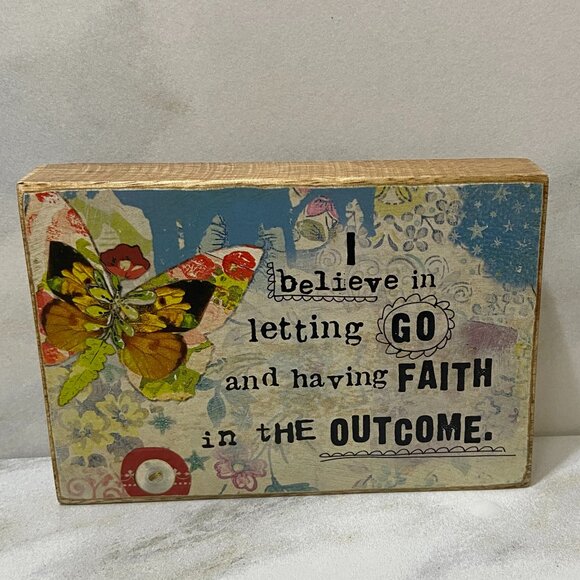 I
believe in
letting GO
and having FAITH
in tHE OUTCOME.